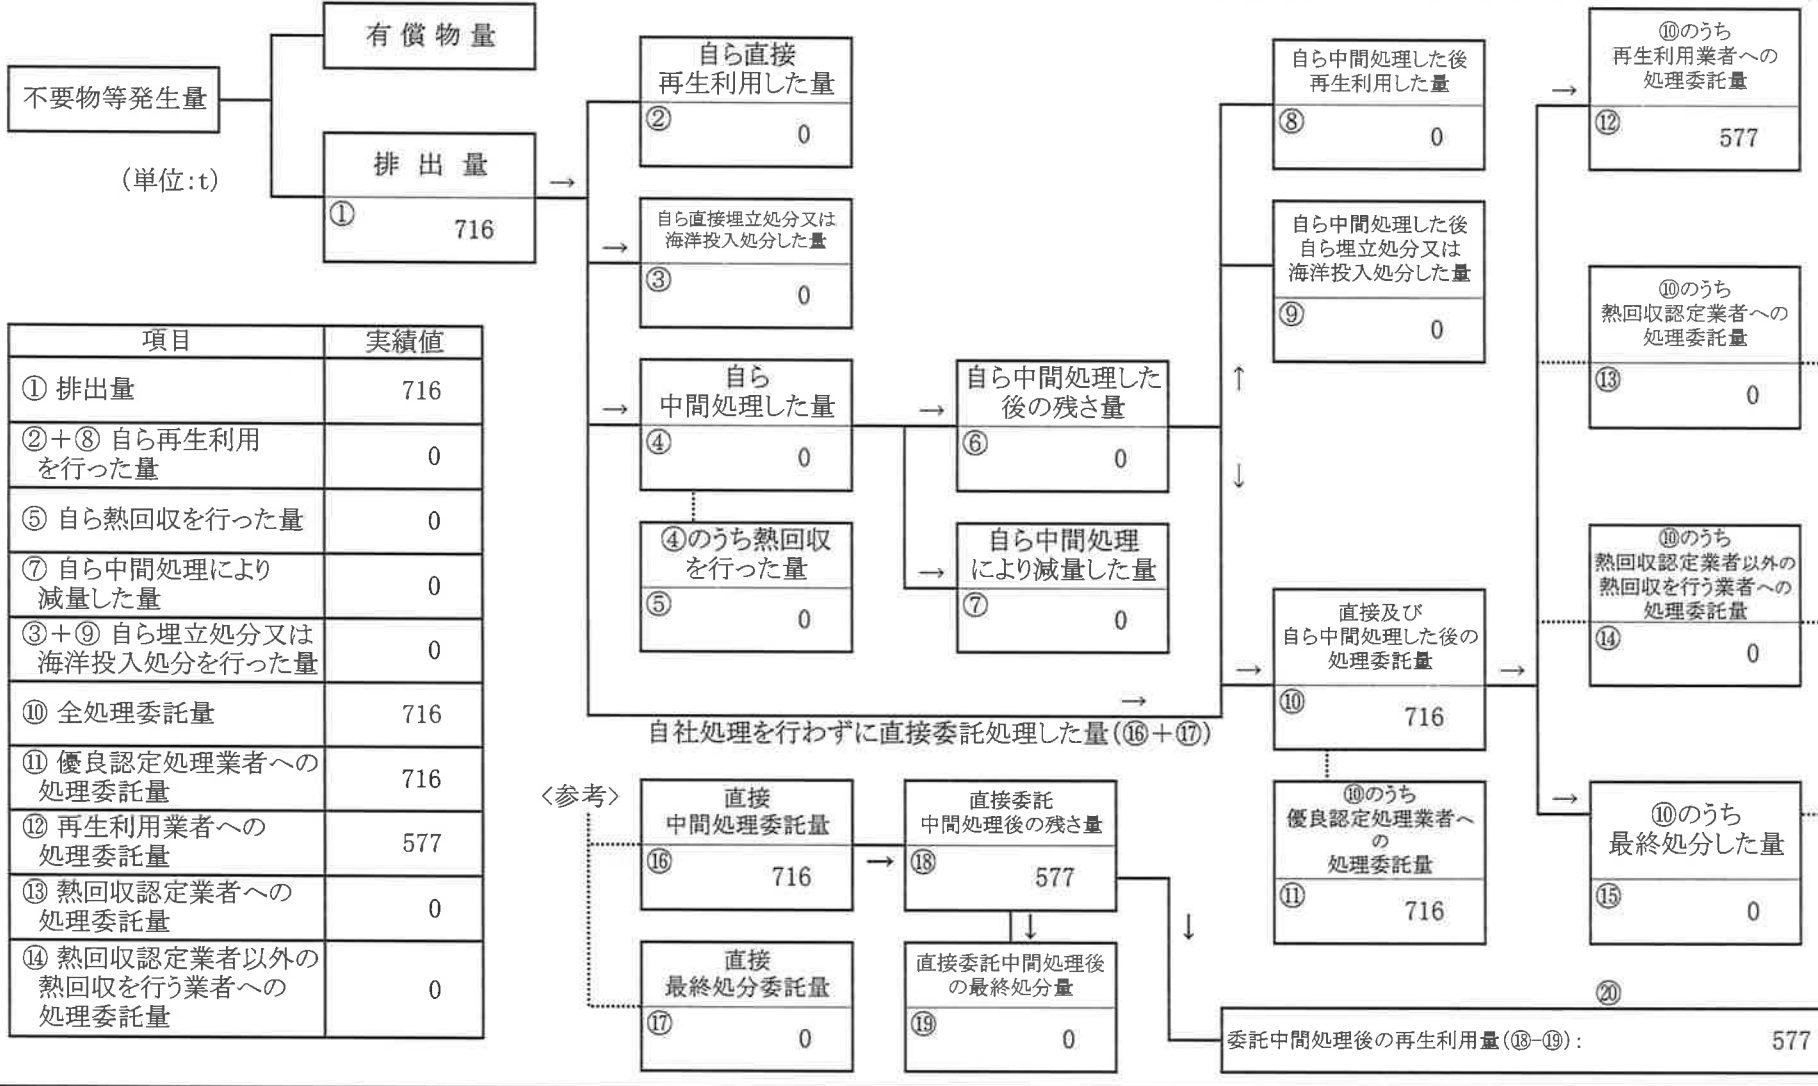 不要物等発生量
(単位:t)
有償物量
排出量
①
716
→
自ら直接
再生利用した量
②
0
→
自ら直接埋立処分又は
海洋投入処分した量
③
0
→
自ら
中間処理した量
④
0
④のうち熱回収
を行った量
⑤
0
→
自ら中間処理した
後の残さ量
⑥
0
→
自ら中間処理
により減量した量
⑦
0
→
自社処理を行わずに直接委託処理した量(⑯+⑰)
自ら中間処理した後
再生利用した量
⑧
0
自ら中間処理した後
自ら埋立処分又は
海洋投入処分した量
⑨
0
↑
↓
→
直接及び
自ら中間処理した後の
処理委託量
⑩
716
⑩のうち
優良認定処理業者へ
の
処理委託量
⑪
716
→
→
⑩のうち
再生利用業者への
処理委託量
⑫
577
⑩のうち
熱回収認定業者への
処理委託量
⑬
0
⑩のうち
熱回収認定業者以外の
熱回収を行う業者への
処理委託量
⑭
0
→
⑩のうち
最終処分した量
⑮
0
項目 実績値
① 排出量 716
②+⑧ 自ら再生利用
を行った量 0
⑤ 自ら熱回収を行った量 0
⑦ 自ら中間処理により
減量した量 0
③+⑨ 自ら埋立処分又は
海洋投入処分を行った量 0
⑩ 全処理委託量 716
⑪ 優良認定処理業者への
処理委託量 716
⑫ 再生利用業者への
処理委託量 577
⑬ 熱回収認定業者への
処理委託量 0
⑭ 熱回収認定業者以外の
熱回収を行う業者への
処理委託量 0
<参考>
直接
中間処理委託量
⑯
716
→
直接委託
中間処理後の残さ量
⑱
577
↓
直接
最終処分委託量
⑰
0
直接委託中間処理後
の最終処分量
⑲
0
↓
⑳
委託中間処理後の再生利用量(⑱-⑲): 577